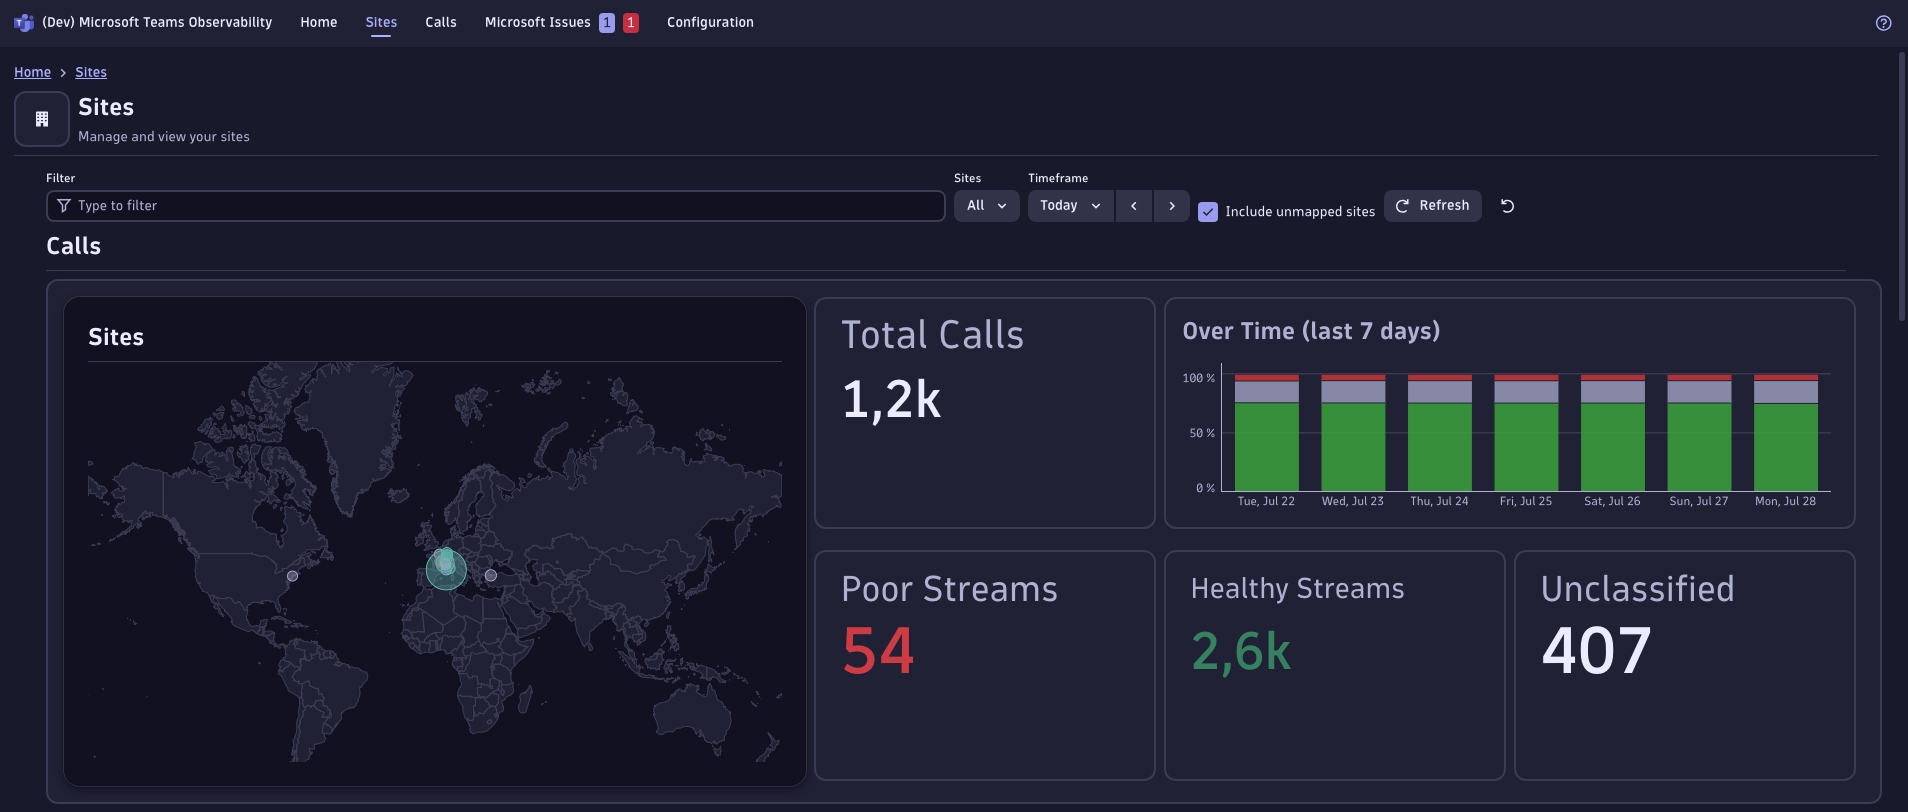 (Dev) Microsoft Teams Observability Home Sites Calls Microsoft Issues 1 1 Configuration
Home > Sites
Sites
Manage and view your sites
Filter Sites Timeframe
Type to filter All Today < > Include unmapped sites Refresh
Calls
Sites
Total Calls
1,2k
Over Time (last 7 days)
100 %
50 %
0 %
Tue, Jul 22 Wed, Jul 23 Thu, Jul 24 Fri, Jul 25 Sat, Jul 26 Sun, Jul 27 Mon, Jul 28
Poor Streams
54
Healthy Streams
2,6k
Unclassified
407